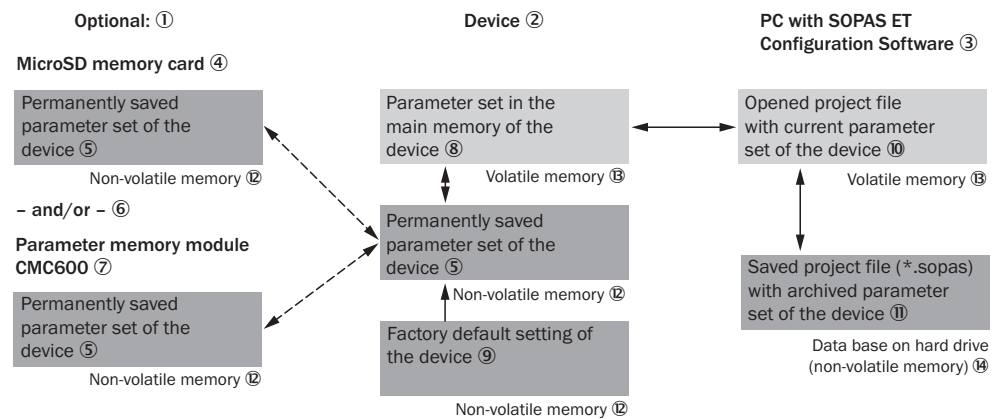 Optional: ①
MicroSD memory card ④
Permanently saved
parameter set of the
device ⑤
Non-volatile memory ⑫
– and/or – ⑥
Parameter memory module
CMC600 ⑦
Permanently saved
parameter set of the
device ⑤
Non-volatile memory ⑫
Device ②
Parameter set in the
main memory of the
device ⑧
Volatile memory ⑬
Permanently saved
parameter set of the
device ⑤
Non-volatile memory ⑫
Factory default setting of
the device ⑨
Non-volatile memory ⑫
PC with SOPAS ET
Configuration Software ③
Opened project file
with current parameter
set of the device ⑩
Volatile memory ⑬
Saved project file (*.sopas)
with archived parameter
set of the device ⑪
Data base on hard drive
(non-volatile memory) ⑭